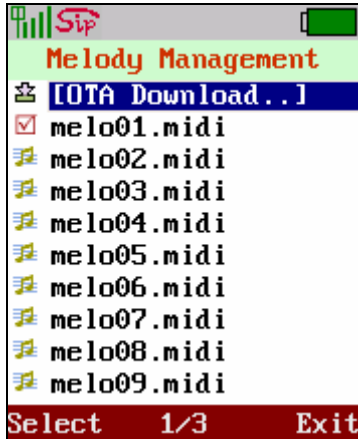 Sip
Melody Management
[OTA Download..]
melo01.midi
melo02.midi
melo03.midi
melo04.midi
melo05.midi
melo06.midi
melo07.midi
melo08.midi
melo09.midi
Select 1/3 Exit